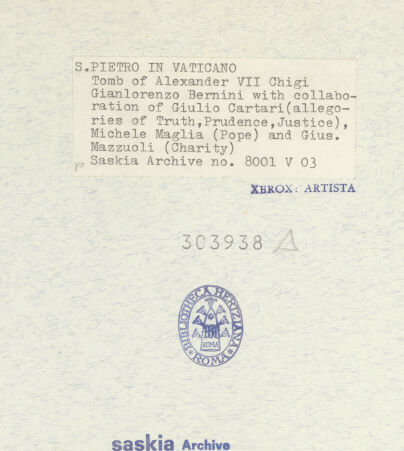 S.PIETRO IN VATICANO
Tomb of Alexander VII Chigi
Gianlorenzo Bernini with collabo-
ration of Giulio Cartari(allego-
ries of Truth,Prudence,Justice),
Michele Maglia (Pope) and Gius.
Mazzuoli (Charity)
Saskia Archive no. 8001 V 03
XEROX: ARTISTA
303938 Δ
BIBLIOTHECA HERTZIANA
ROMA
* ROMA *
saskia Archive